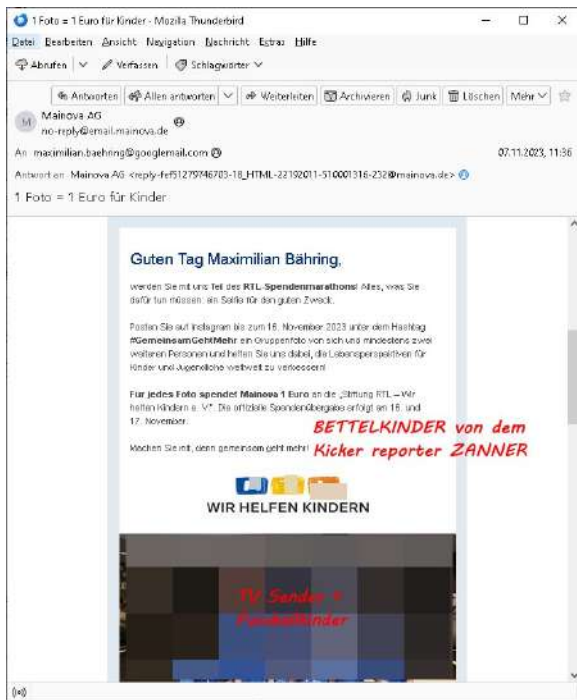 1 Foto = 1 Euro für Kinder - Mozilla Thunderbird
Datei Bearbeiten Ansicht Navigation Nachricht Extras Hilfe
Abrufen Verfassen Schlagwörter
Antworten Allen antworten Weiterleiten Archivieren Junk Löschen Mehr
M Mainova AG
no-reply@email.mainova.de
An maximilian.baehring@googlemail.com 07.11.2023, 11:36
Antwort an Mainova AG
1 Foto = 1 Euro für Kinder
Guten Tag Maximilian Bähring,
werden Sie mit uns Teil des RTL-Spendenmarathons! Alles, was Sie
dafür tun müssen: ein Selfie für den guten Zweck.
Posten Sie auf Instagram bis zum 16. November 2023 unter dem Hashtag
#GemeinsamGehtMehr ein Gruppenfoto von sich und mindestens zwei
weiteren Personen und helfen Sie uns dabei, die Lebensperspektiven für
Kinder und Jugendliche weltweit zu verbessern!
Für jedes Foto spendet Mainova 1 Euro an die „Stiftung RTL – Wir
helfen Kindern e. V.". Die offizielle Spendenübergabe erfolgt am 16. und
17. November.
BETTELKINDER von dem
Machen Sie mit, denn gemeinsam geht mehr!
Kicker reporter ZANNER
WIR HELFEN KINDERN
TV Sender +
Fussballkinder